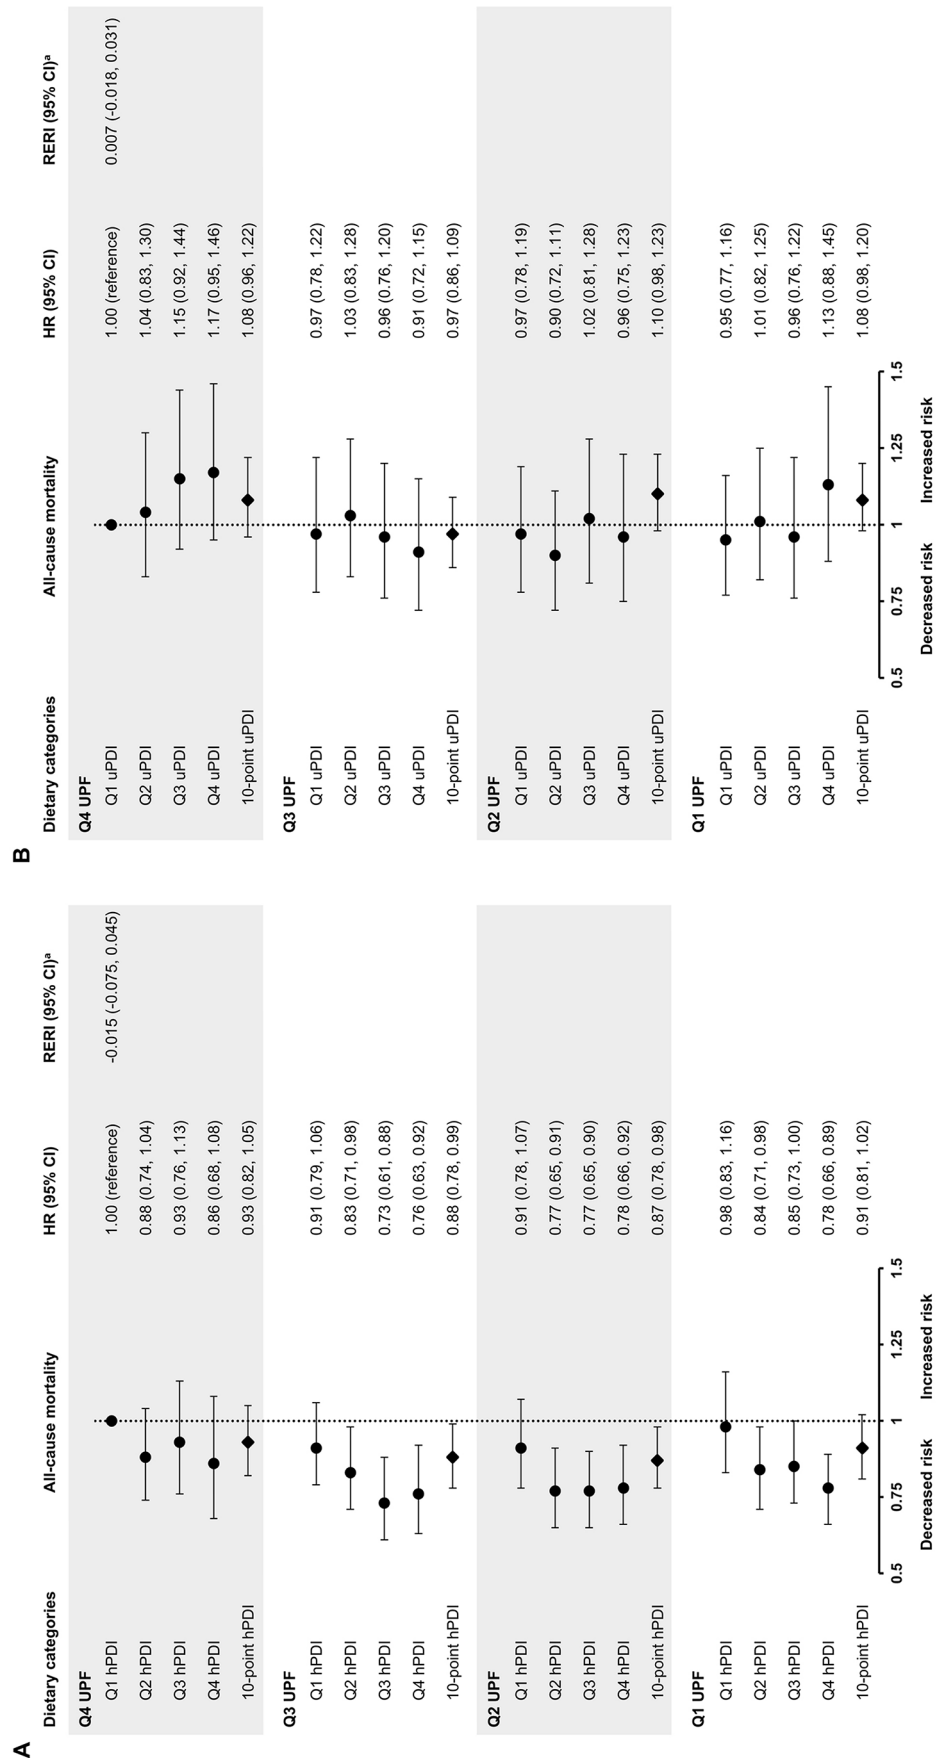 A
Dietary categories All-cause mortality HR (95% CI) RERI (95% CI)ᵃ
Q4 UPF
Q1 hPDI 1.00 (reference) -0.015 (-0.075, 0.045)
Q2 hPDI 0.88 (0.74, 1.04)
Q3 hPDI 0.93 (0.76, 1.13)
Q4 hPDI 0.86 (0.68, 1.08)
10-point hPDI 0.93 (0.82, 1.05)
Q3 UPF
Q1 hPDI 0.91 (0.79, 1.06)
Q2 hPDI 0.83 (0.71, 0.98)
Q3 hPDI 0.73 (0.61, 0.88)
Q4 hPDI 0.76 (0.63, 0.92)
10-point hPDI 0.88 (0.78, 0.99)
Q2 UPF
Q1 hPDI 0.91 (0.78, 1.07)
Q2 hPDI 0.77 (0.65, 0.91)
Q3 hPDI 0.77 (0.65, 0.90)
Q4 hPDI 0.78 (0.66, 0.92)
10-point hPDI 0.87 (0.78, 0.98)
Q1 UPF
Q1 hPDI 0.98 (0.83, 1.16)
Q2 hPDI 0.84 (0.71, 0.98)
Q3 hPDI 0.85 (0.73, 1.00)
Q4 hPDI 0.78 (0.66, 0.89)
10-point hPDI 0.91 (0.81, 1.02)
0.5 0.75 1 1.25 1.5
Decreased risk Increased risk
B
Dietary categories All-cause mortality HR (95% CI) RERI (95% CI)ᵃ
Q4 UPF
Q1 uPDI 1.00 (reference) 0.007 (-0.018, 0.031)
Q2 uPDI 1.04 (0.83, 1.30)
Q3 uPDI 1.15 (0.92, 1.44)
Q4 uPDI 1.17 (0.95, 1.46)
10-point uPDI 1.08 (0.96, 1.22)
Q3 UPF
Q1 uPDI 0.97 (0.78, 1.22)
Q2 uPDI 1.03 (0.83, 1.28)
Q3 uPDI 0.96 (0.76, 1.20)
Q4 uPDI 0.91 (0.72, 1.15)
10-point uPDI 0.97 (0.86, 1.09)
Q2 UPF
Q1 uPDI 0.97 (0.78, 1.19)
Q2 uPDI 0.90 (0.72, 1.11)
Q3 uPDI 1.02 (0.81, 1.28)
Q4 uPDI 0.96 (0.75, 1.23)
10-point uPDI 1.10 (0.98, 1.23)
Q1 UPF
Q1 uPDI 0.95 (0.77, 1.16)
Q2 uPDI 1.01 (0.82, 1.25)
Q3 uPDI 0.96 (0.76, 1.22)
Q4 uPDI 1.13 (0.88, 1.45)
10-point uPDI 1.08 (0.98, 1.20)
0.5 0.75 1 1.25 1.5
Decreased risk Increased risk